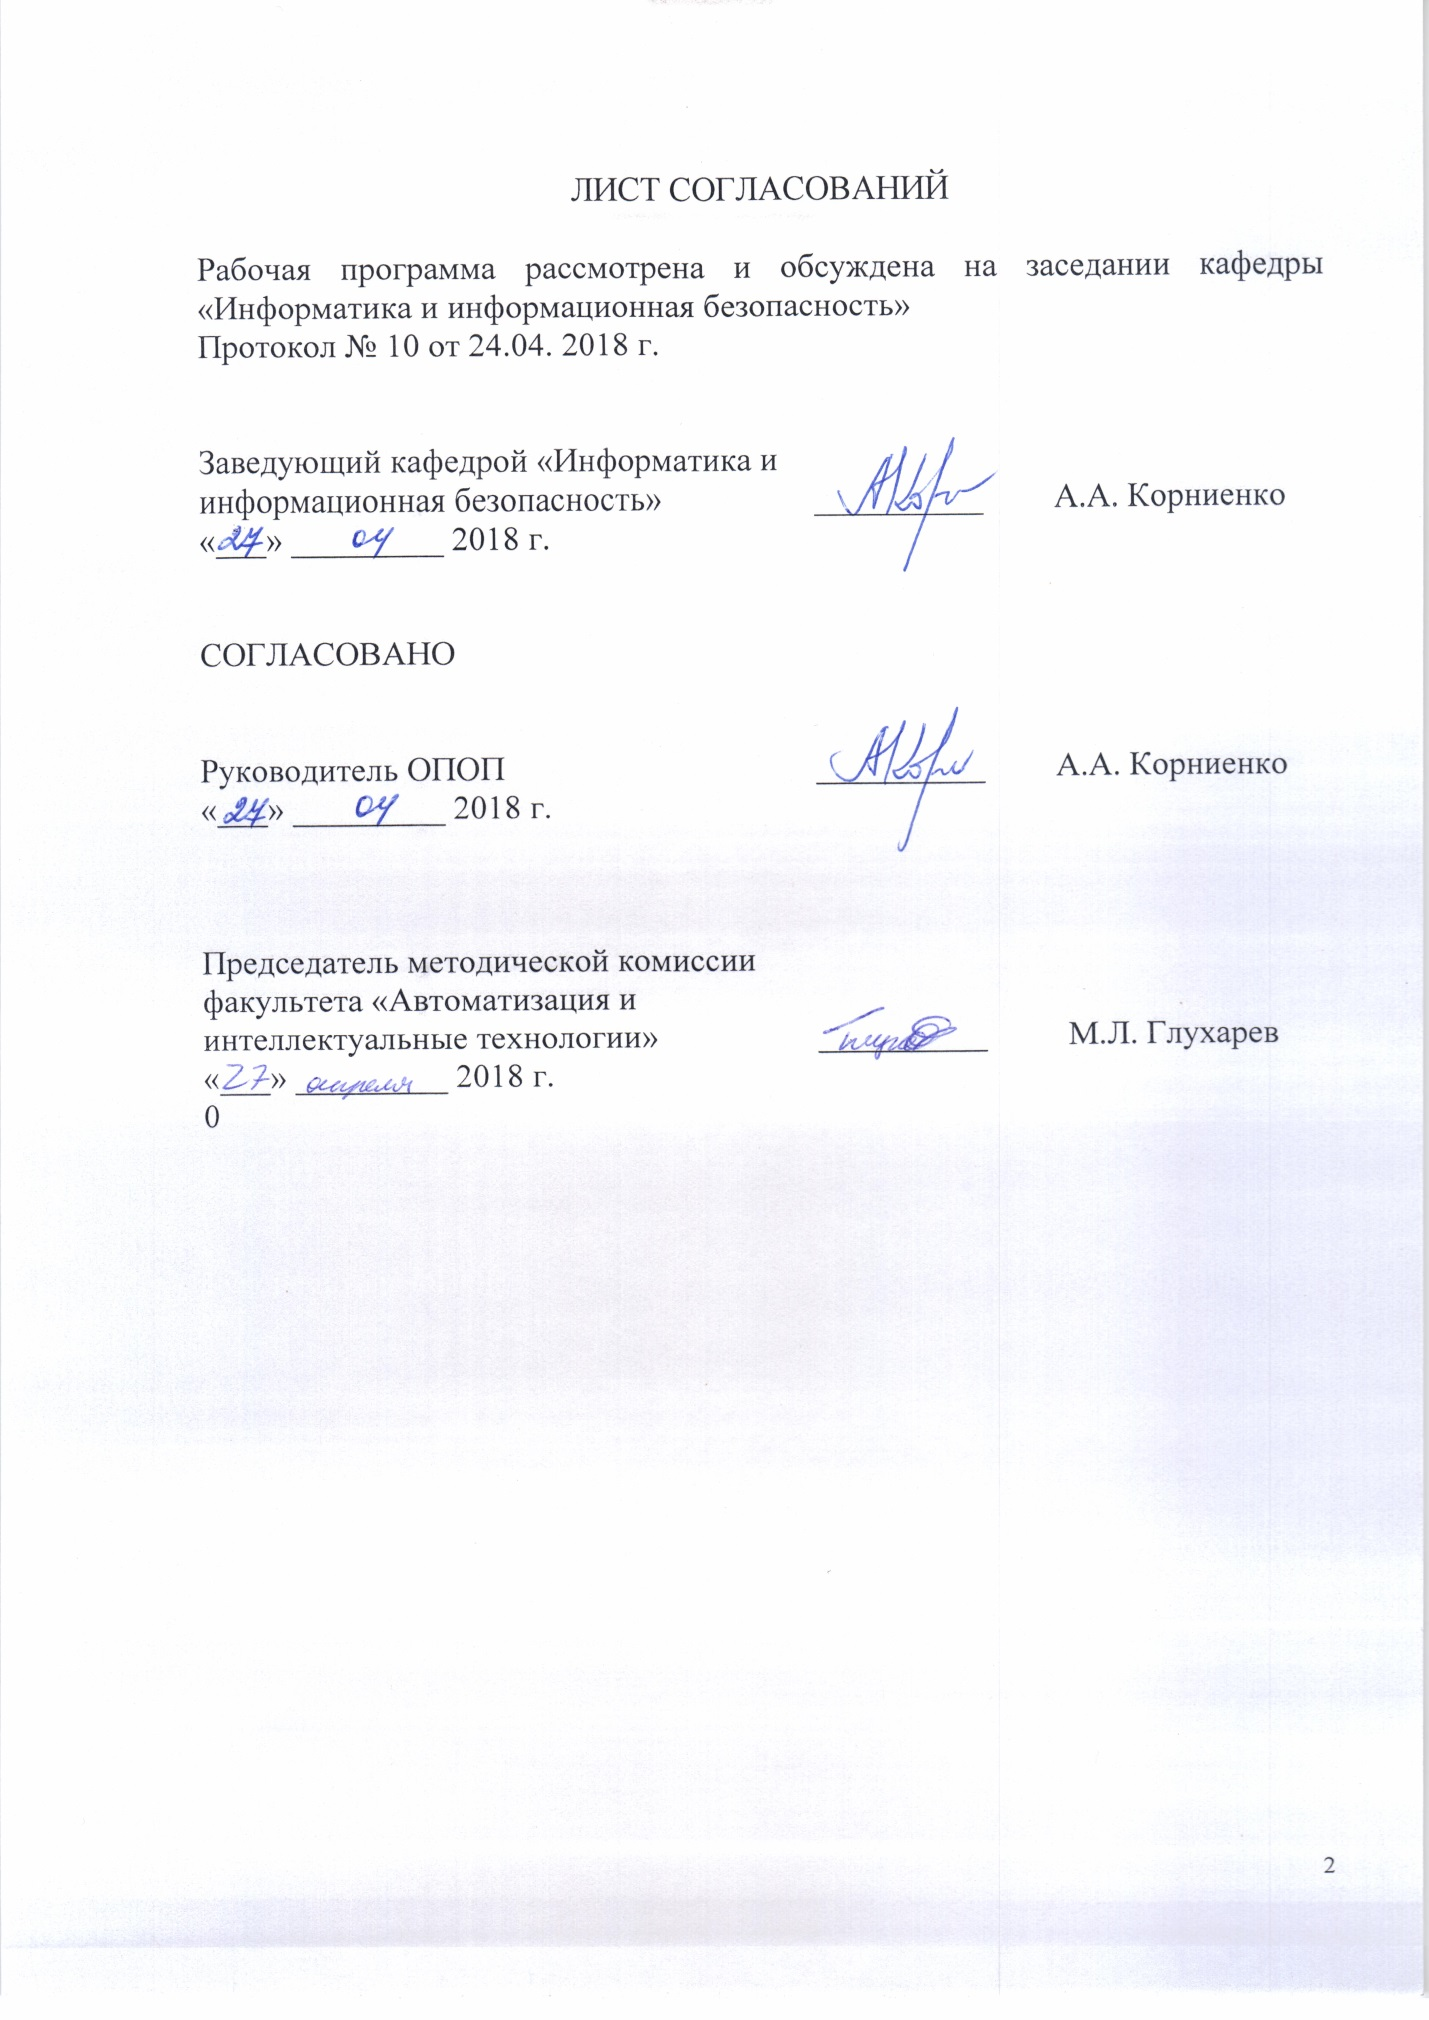 ЛИСТ СОГЛАСОВАНИЙ
Рабочая программа рассмотрена и обсуждена на заседании кафедры
«Информатика и информационная безопасность»
Протокол № 10 от 24.04. 2018 г.
Заведующий кафедрой «Информатика и
информационная безопасность» А.А. Корниенко
«27» 04 2018 г.
СОГЛАСОВАНО
Руководитель ОПОП А.А. Корниенко
«27» 04 2018 г.
Председатель методической комиссии
факультета «Автоматизация и
интеллектуальные технологии» М.Л. Глухарев
«27» апреля 2018 г.
0
2